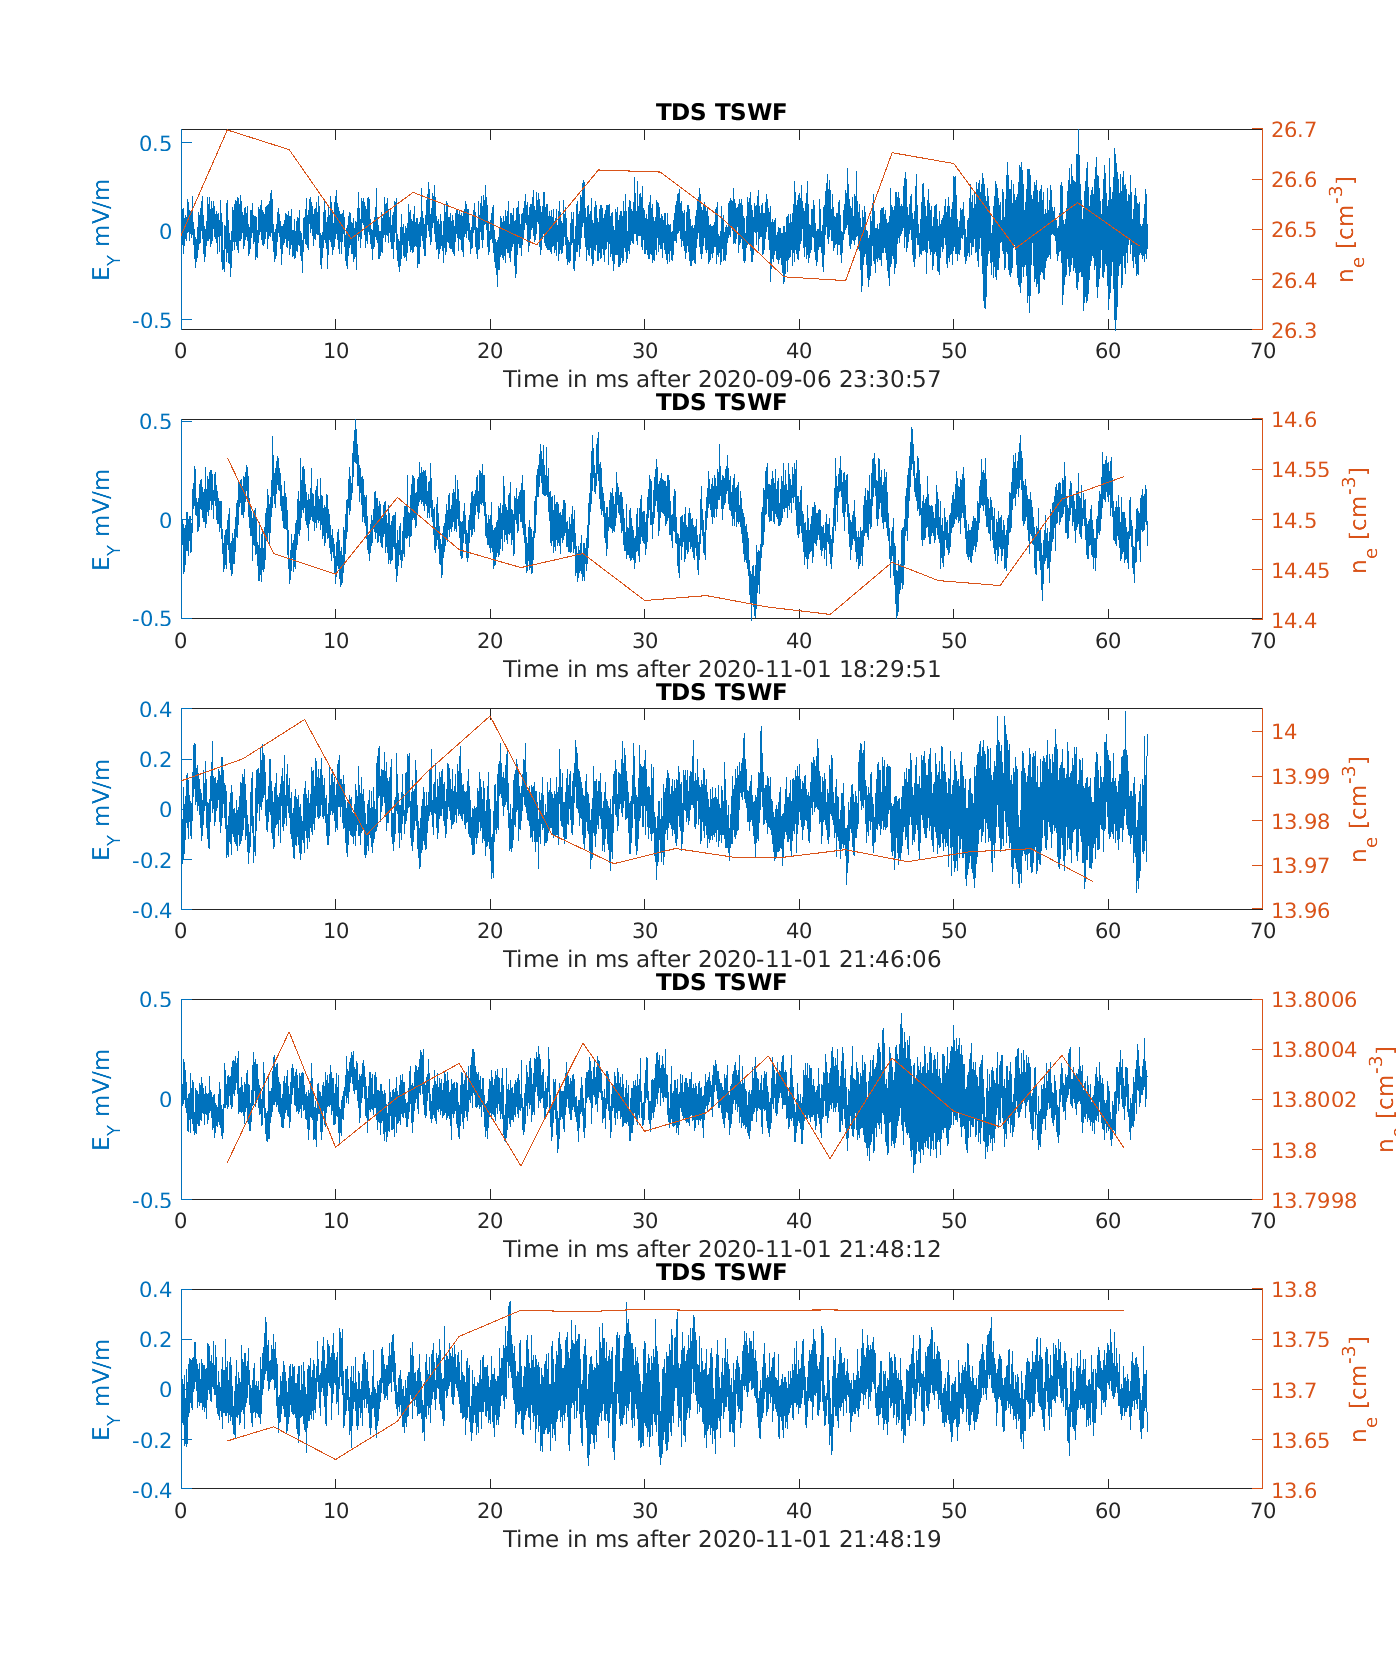 TDS TSWF
0.5
0
-0.5
E_Y mV/m
26.7
26.6
26.5
26.4
26.3
n_e [cm^-3]
0 10 20 30 40 50 60 70
Time in ms after 2020-09-06 23:30:57
TDS TSWF
0.5
0
-0.5
E_Y mV/m
14.6
14.55
14.5
14.45
14.4
n_e [cm^-3]
0 10 20 30 40 50 60 70
Time in ms after 2020-11-01 18:29:51
TDS TSWF
0.4
0.2
0
-0.2
-0.4
E_Y mV/m
14
13.99
13.98
13.97
13.96
n_e [cm^-3]
0 10 20 30 40 50 60 70
Time in ms after 2020-11-01 21:46:06
TDS TSWF
0.5
0
-0.5
E_Y mV/m
13.8006
13.8004
13.8002
13.8
13.7998
n_e [cm^-3]
0 10 20 30 40 50 60 70
Time in ms after 2020-11-01 21:48:12
TDS TSWF
0.4
0.2
0
-0.2
-0.4
E_Y mV/m
13.8
13.75
13.7
13.65
13.6
n_e [cm^-3]
0 10 20 30 40 50 60 70
Time in ms after 2020-11-01 21:48:19